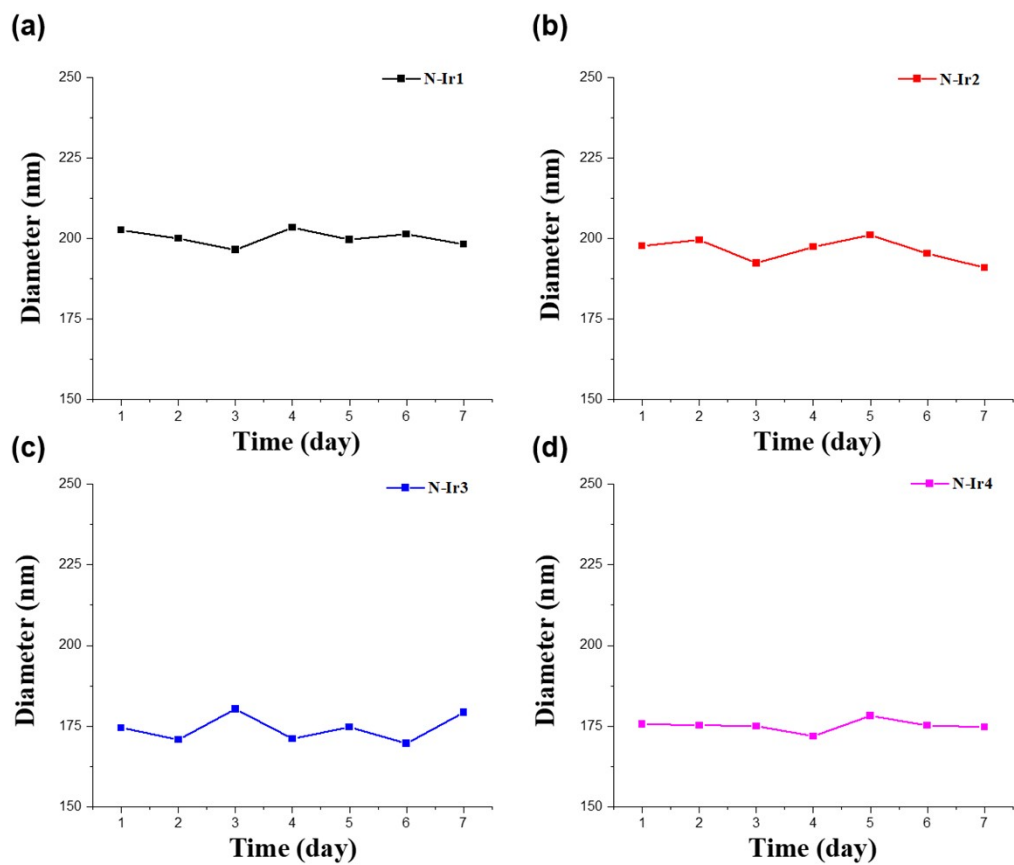 (a)
N-Ir1
250
225
200
175
150
Diameter (nm)
1 2 3 4 5 6 7
Time (day)
(b)
N-Ir2
250
225
200
175
150
Diameter (nm)
1 2 3 4 5 6 7
Time (day)
(c)
N-Ir3
250
225
200
175
150
Diameter (nm)
1 2 3 4 5 6 7
Time (day)
(d)
N-Ir4
250
225
200
175
150
Diameter (nm)
1 2 3 4 5 6 7
Time (day)